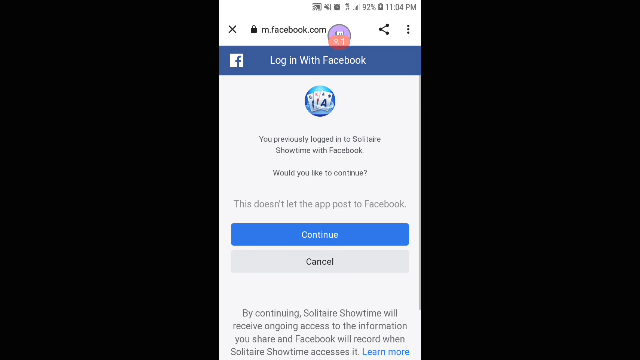 92% 11:04 PM
m.facebook.com
9:1
Log in With Facebook
You previously logged in to Solitaire
Showtime with Facebook.
Would you like to continue?
This doesn't let the app post to Facebook.
Continue
Cancel
By continuing, Solitaire Showtime will
receive ongoing access to the information
you share and Facebook will record when
Solitaire Showtime accesses it. Learn more